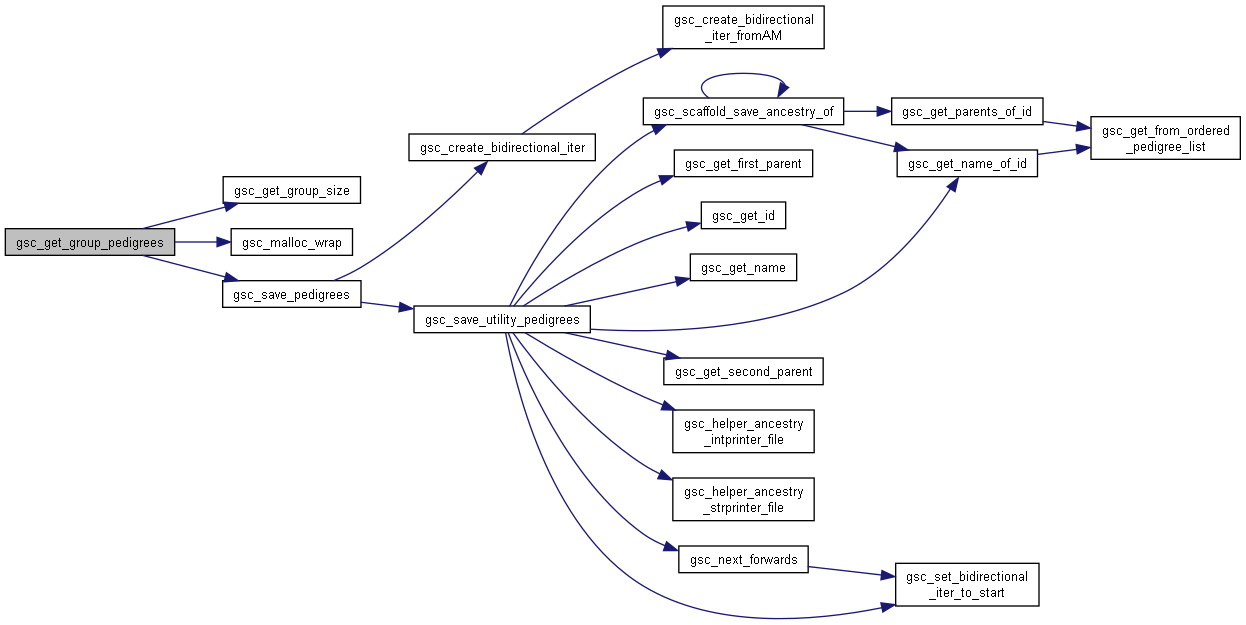 gsc_create_bidirectional
_iter_fromAM
gsc_scaffold_save_ancestry_of
gsc_get_parents_of_id
gsc_get_from_ordered
_pedigree_list
gsc_create_bidirectional_iter
gsc_get_first_parent
gsc_get_name_of_id
gsc_get_group_size
gsc_get_id
gsc_get_group_pedigrees
gsc_malloc_wrap
gsc_get_name
gsc_save_pedigrees
gsc_save_utility_pedigrees
gsc_get_second_parent
gsc_helper_ancestry
_intprinter_file
gsc_helper_ancestry
_strprinter_file
gsc_next_forwards
gsc_set_bidirectional
_iter_to_start